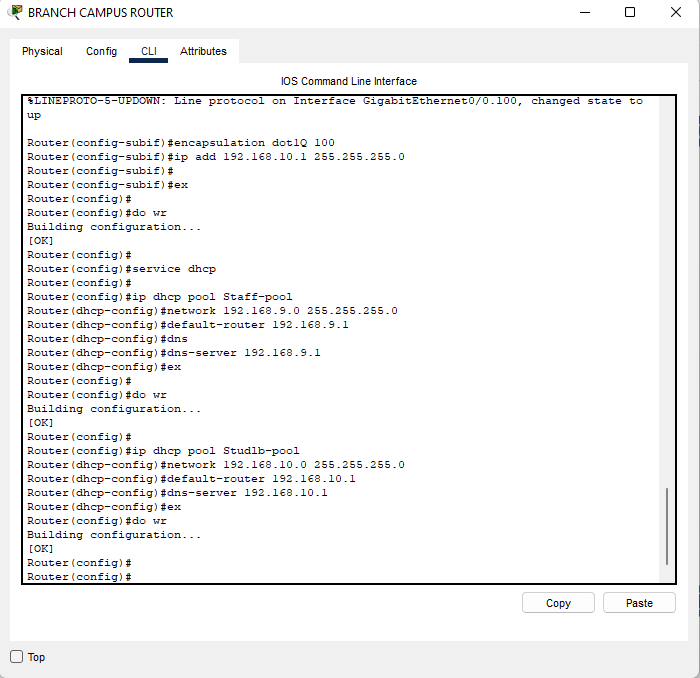 BRANCH CAMPUS ROUTER
Physical Config CLI Attributes
IOS Command Line Interface
%LINEPROTO-5-UPDOWN: Line protocol on Interface GigabitEthernet0/0.100, changed state to
up
Router(config-subif)#encapsulation dot1Q 100
Router(config-subif)#ip add 192.168.10.1 255.255.255.0
Router(config-subif)#
Router(config-subif)#ex
Router(config)#
Router(config)#do wr
Building configuration...
[OK]
Router(config)#
Router(config)#service dhcp
Router(config)#
Router(config)#ip dhcp pool Staff-pool
Router(dhcp-config)#network 192.168.9.0 255.255.255.0
Router(dhcp-config)#default-router 192.168.9.1
Router(dhcp-config)#dns
Router(dhcp-config)#dns-server 192.168.9.1
Router(dhcp-config)#ex
Router(config)#
Router(config)#do wr
Building configuration...
[OK]
Router(config)#
Router(config)#ip dhcp pool Studlb-pool
Router(dhcp-config)#network 192.168.10.0 255.255.255.0
Router(dhcp-config)#default-router 192.168.10.1
Router(dhcp-config)#dns-server 192.168.10.1
Router(dhcp-config)#ex
Router(config)#do wr
Building configuration...
[OK]
Router(config)#
Router(config)#
Copy Paste
Top